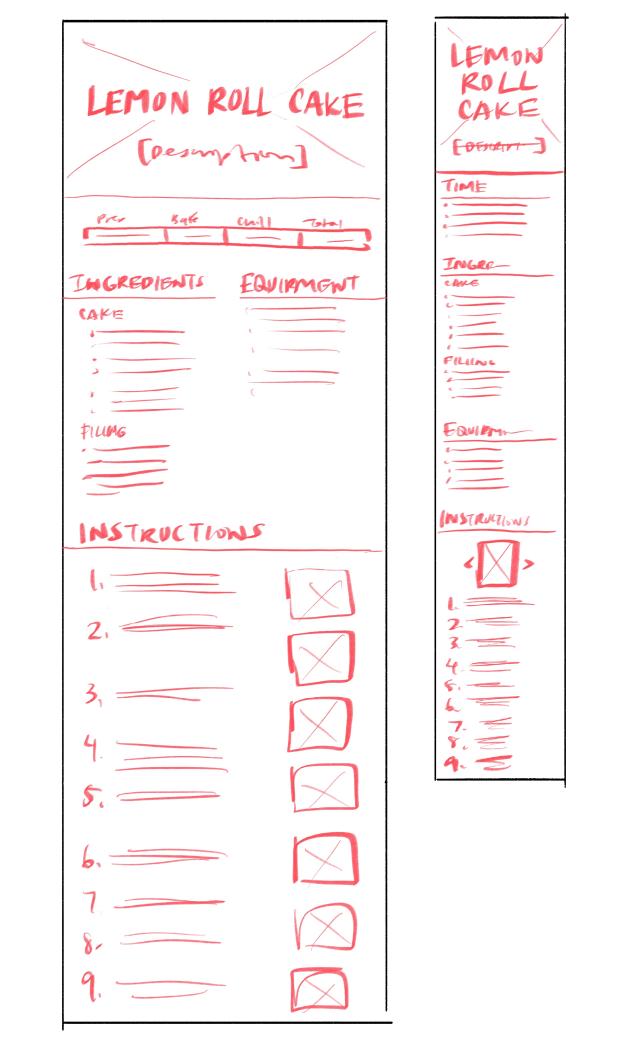 LEMON ROLL CAKE
[Description]
Prep Bake Chill Total
INGREDIENTS EQUIPMENT
CAKE
FILLING
INSTRUCTIONS
1.
2.
3.
4.
5.
6.
7
8.
9.
LEMON
ROLL
CAKE
[DESCRIPT]
TIME
INGRE
CAKE
FILLING
EQUIPM
INSTRUCTIONS
< >
1.
2.
3.
4.
5.
6.
7.
8.
9.